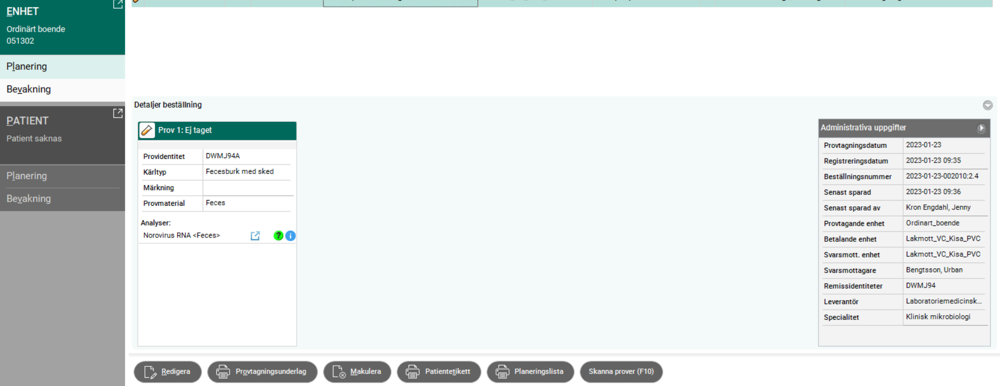 ENHET
Ordinärt boende
051302
Planering
Bevakning
PATIENT
Patient saknas
Planering
Bevakning
Detaljer beställning
Prov 1: Ej taget
Providentitet DWMJ94A
Kärltyp Fecesburk med sked
Märkning
Provmaterial Feces
Analyser:
Norovirus RNA <Feces> ? i
Administrativa uppgifter
Provtagningsdatum 2023-01-23
Registreringsdatum 2023-01-23 09:35
Beställningsnummer 2023-01-23-002010:2.4
Senast sparad 2023-01-23 09:36
Senast sparad av Kron Engdahl, Jenny
Provtagande enhet Ordinart_boende
Betalande enhet Lakmott_VC_Kisa_PVC
Svarsmott. enhet Lakmott_VC_Kisa_PVC
Svarsmottagare Bengtsson, Urban
Remissidentiteter DWMJ94
Leverantör Laboratoriemedicinsk...
Specialitet Klinisk mikrobiologi
Redigera Provtagningsunderlag Makulera Patientetikett Planeringslista Skanna prover (F10)